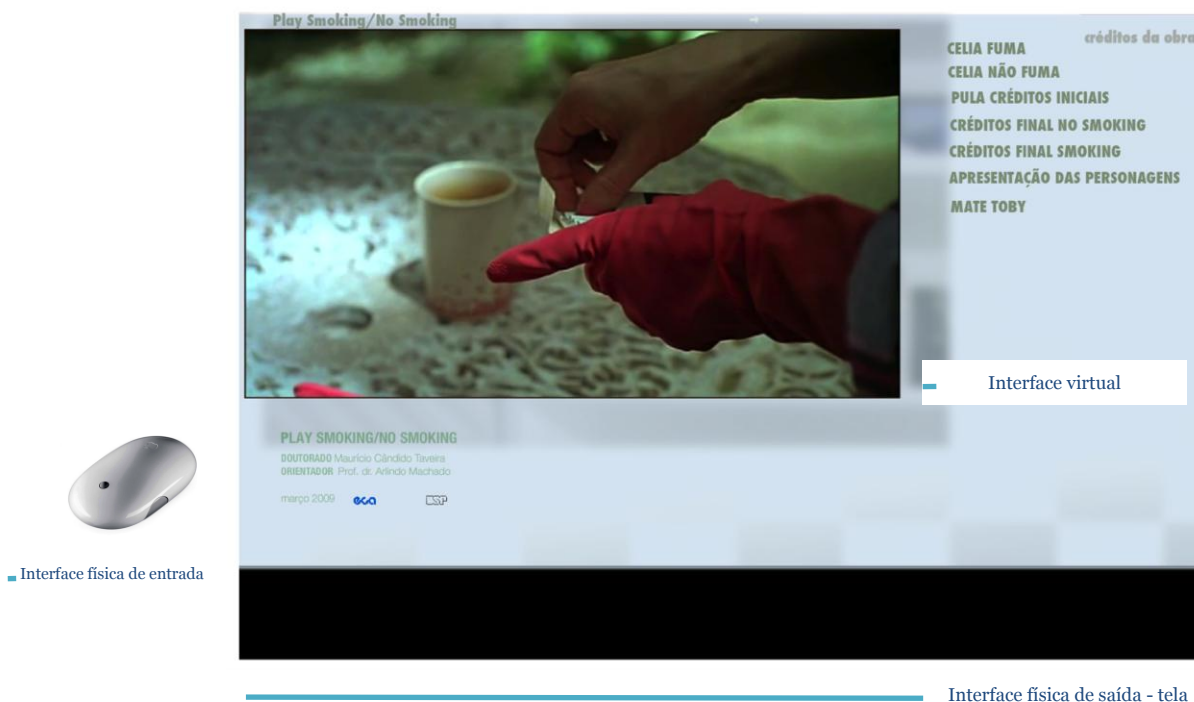 Play Smoking/No Smoking
créditos da obra
CELIA FUMA
CELIA NÃO FUMA
PULA CRÉDITOS INICIAIS
CRÉDITOS FINAL NO SMOKING
CRÉDITOS FINAL SMOKING
APRESENTAÇÃO DAS PERSONAGENS
MATE TOBY
Interface virtual
PLAY SMOKING/NO SMOKING
DOUTORADO Maurício Cândido Taveira
ORIENTADOR Prof. dr. Arlindo Machado
março 2009 eca USP
Interface física de entrada
Interface física de saída - tela